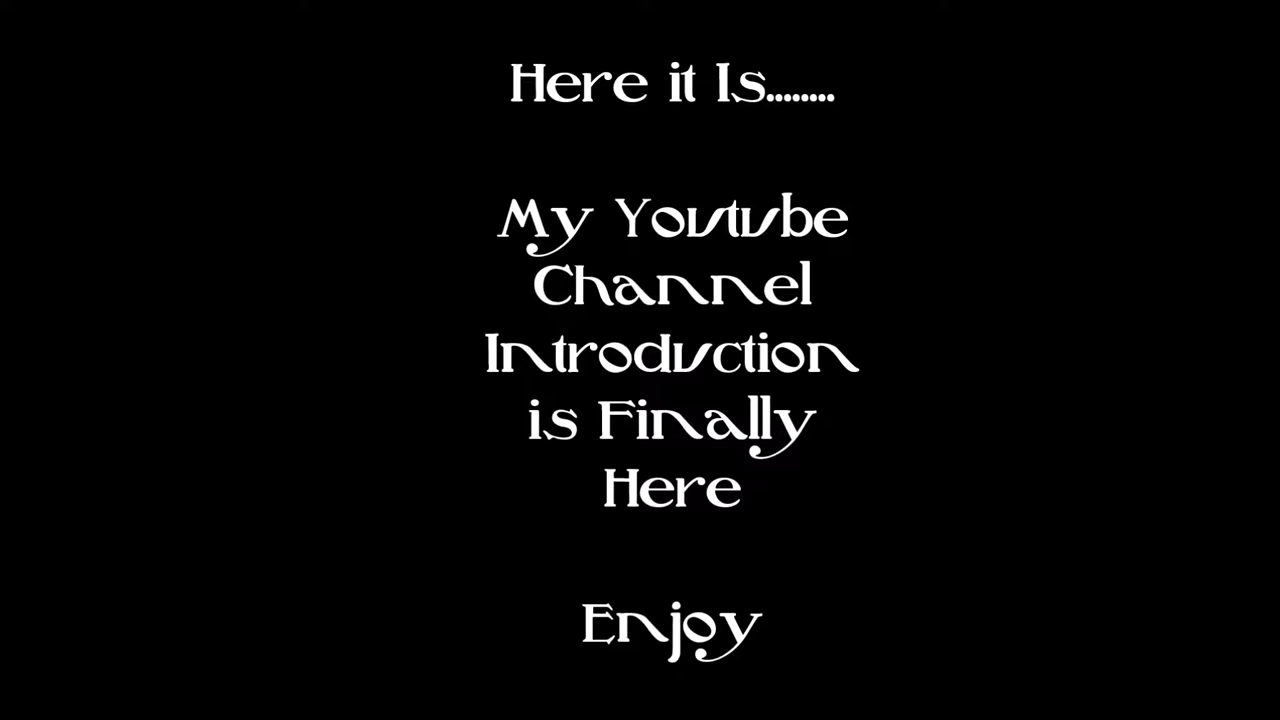 Here it Is........
My Youtube
Channel
Introduction
is Finally
Here
Enjoy